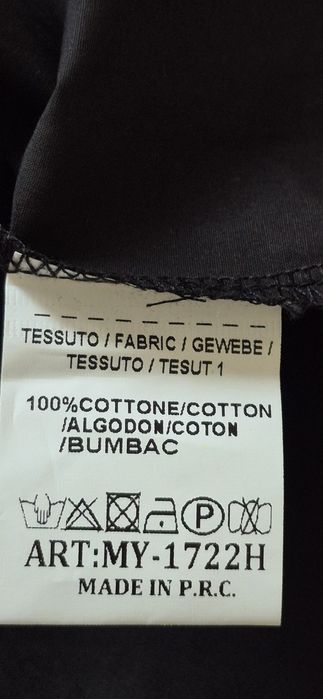 TESSUTO / FABRIC / GEWEBE /
TESSUTO / TESUT 1
100%COTTONE/COTTON
/ALGODON/COTON
/BUMBAC
P
ART:MY-1722H
MADE IN P.R.C.